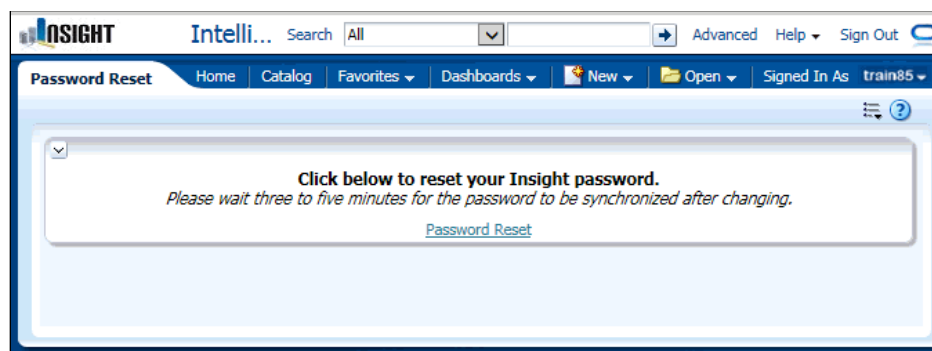 INSIGHT Intelli... Search All Advanced Help Sign Out
Password Reset Home Catalog Favorites Dashboards New Open Signed In As train85
Click below to reset your Insight password.
Please wait three to five minutes for the password to be synchronized after changing.
Password Reset